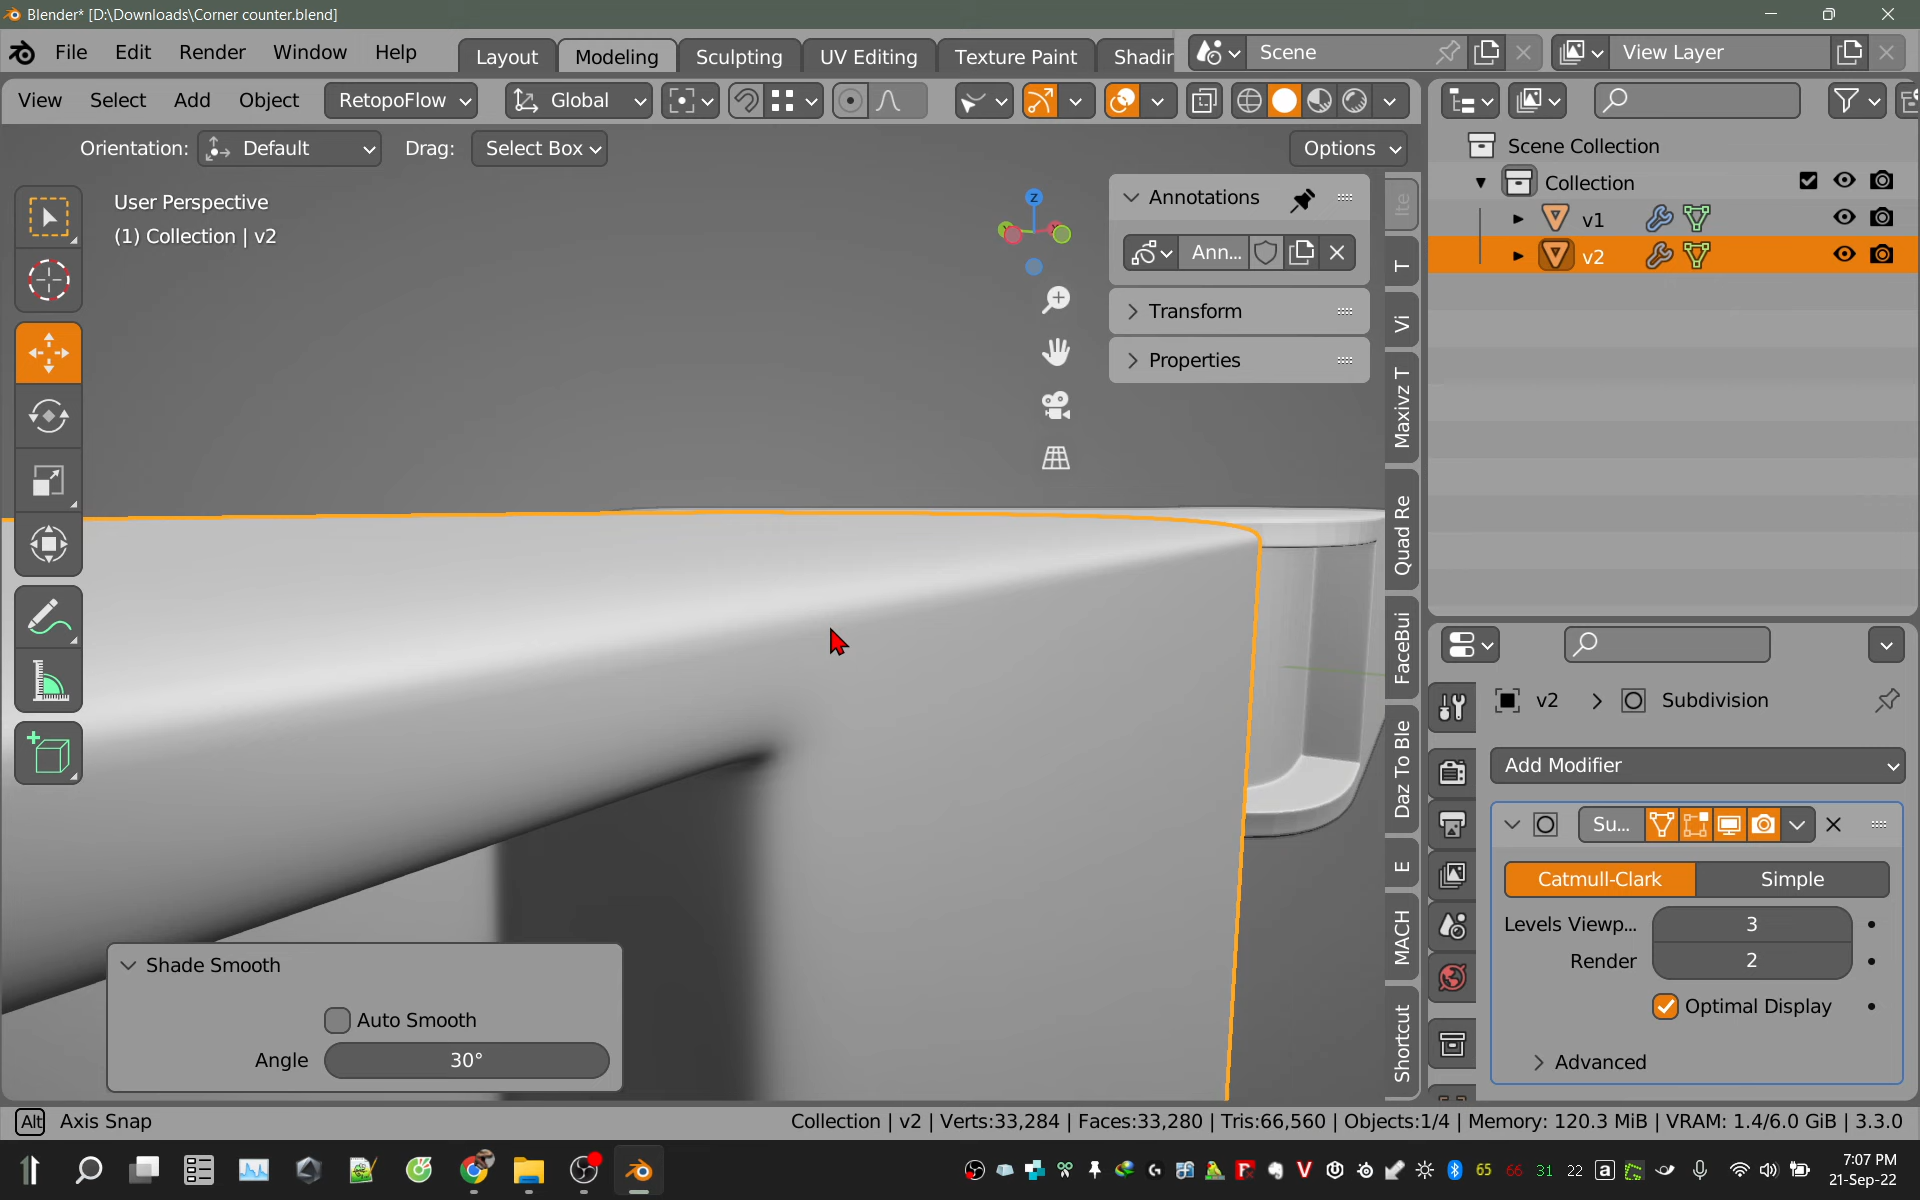 Blender* [D:\Downloads\Corner counter.blend]
File Edit Render Window Help Layout Modeling Sculpting UV Editing Texture Paint Shadir Scene View Layer
View Select Add Object RetopoFlow Global
Orientation: Default Drag: Select Box Options
User Perspective
(1) Collection | v2
Z
Annotations
Ann...
Transform
Properties
Ite
T
Vi
Maxivz T
Quad Re
FaceBui
Daz To Ble
E
MACH
Shortcut
Scene Collection
Collection
v1
v2
v2 > Subdivision
Add Modifier
Su...
Catmull-Clark Simple
Levels Viewp... 3
Render 2
Optimal Display
Advanced
Shade Smooth
Auto Smooth
Angle 30°
Alt Axis Snap
Collection | v2 | Verts:33,284 | Faces:33,280 | Tris:66,560 | Objects:1/4 | Memory: 120.3 MiB | VRAM: 1.4/6.0 GiB | 3.3.0
65 66 31 22 a
7:07 PM
21-Sep-22